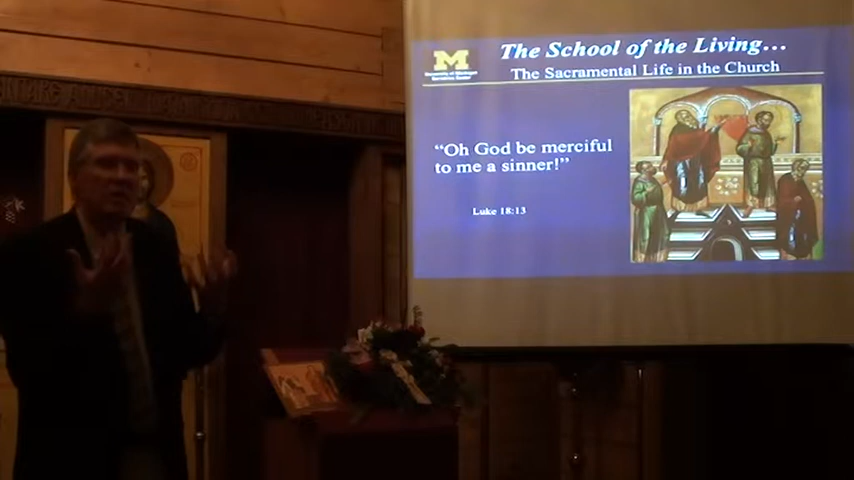 The School of the Living...
M
The Sacramental Life in the Church
“Oh God be merciful
to me a sinner!”
Luke 18:13